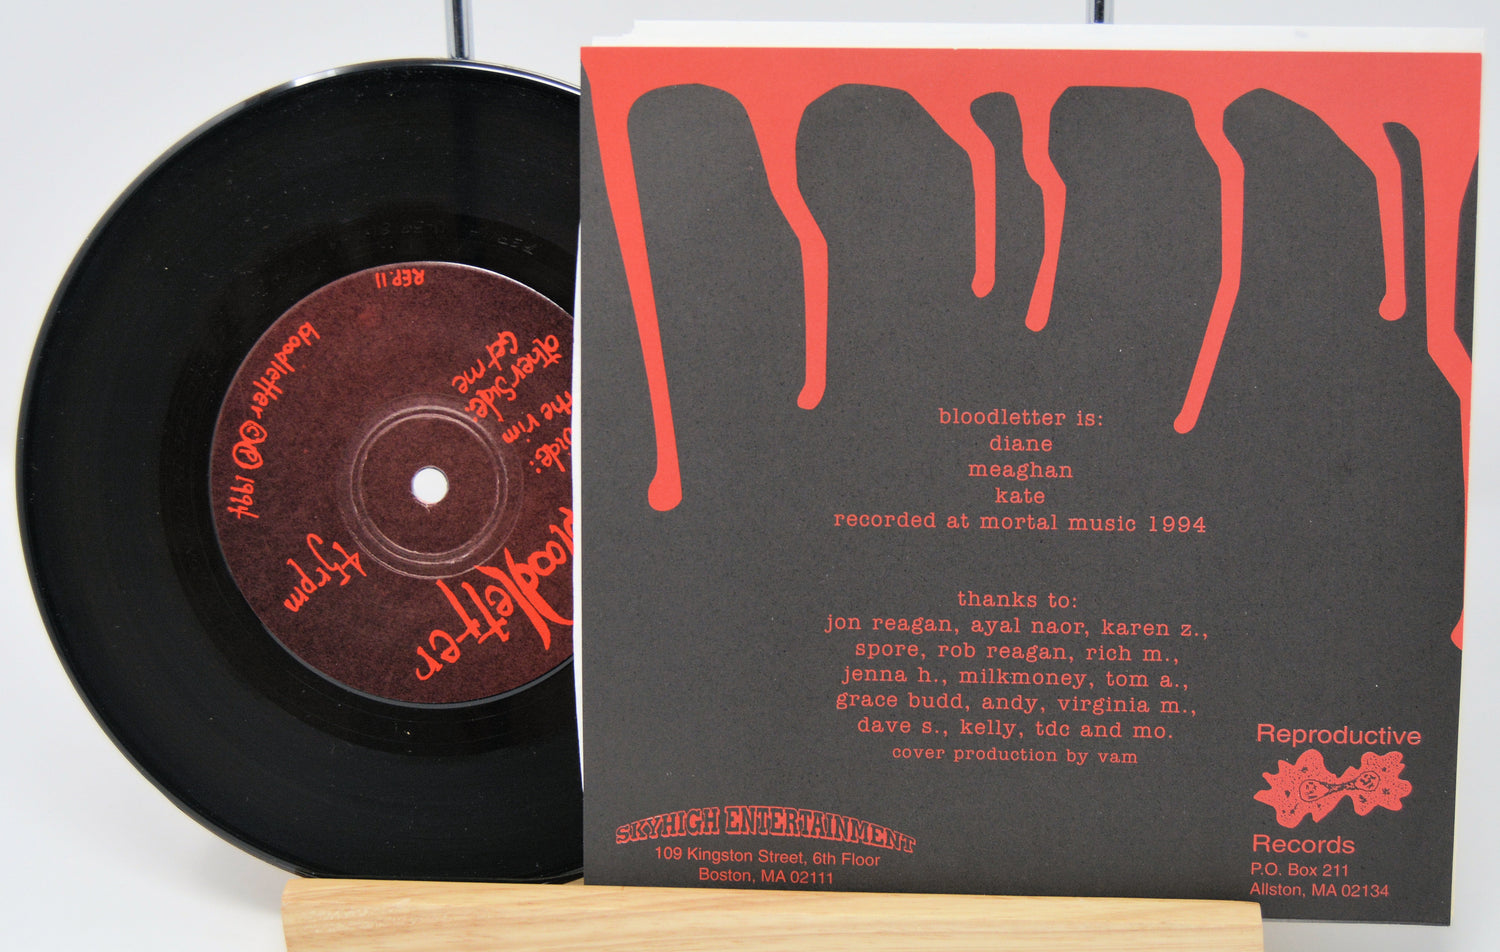 REP. 11
bloodletter ©℗ 1994
45rpm
bloodletter
side:
the rim
other side:
Get me
bloodletter is:
diane
meaghan
kate
recorded at mortal music 1994
thanks to:
jon reagan, ayal naor, karen z.,
spore, rob reagan, rich m.,
jenna h., milkmoney, tom a.,
grace budd, andy, virginia m.,
dave s., kelly, tdc and mo.
cover production by vam
SKYHIGH ENTERTAINMENT
109 Kingston Street, 6th Floor
Boston, MA 02111
Reproductive
Records
P.O. Box 211
Allston, MA 02134